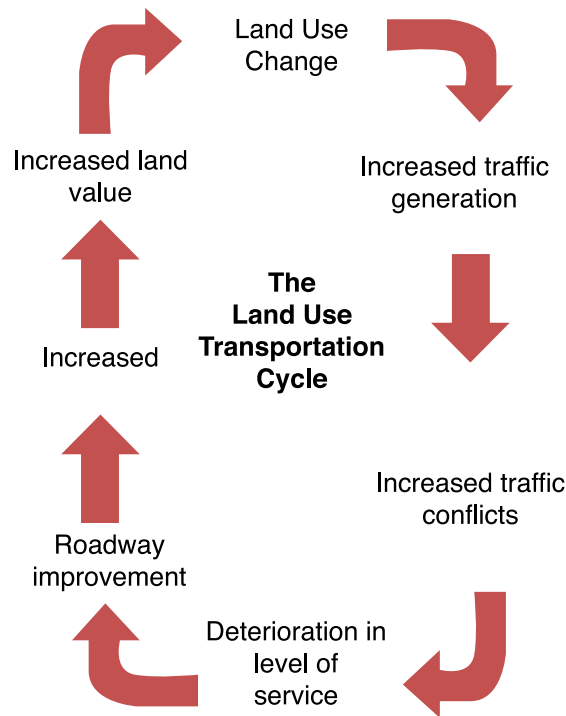 Land Use
Change
Increased traffic
generation
Increased traffic
conflicts
Deterioration in
level of
service
Roadway
improvement
Increased
Increased land
value
The
Land Use
Transportation
Cycle